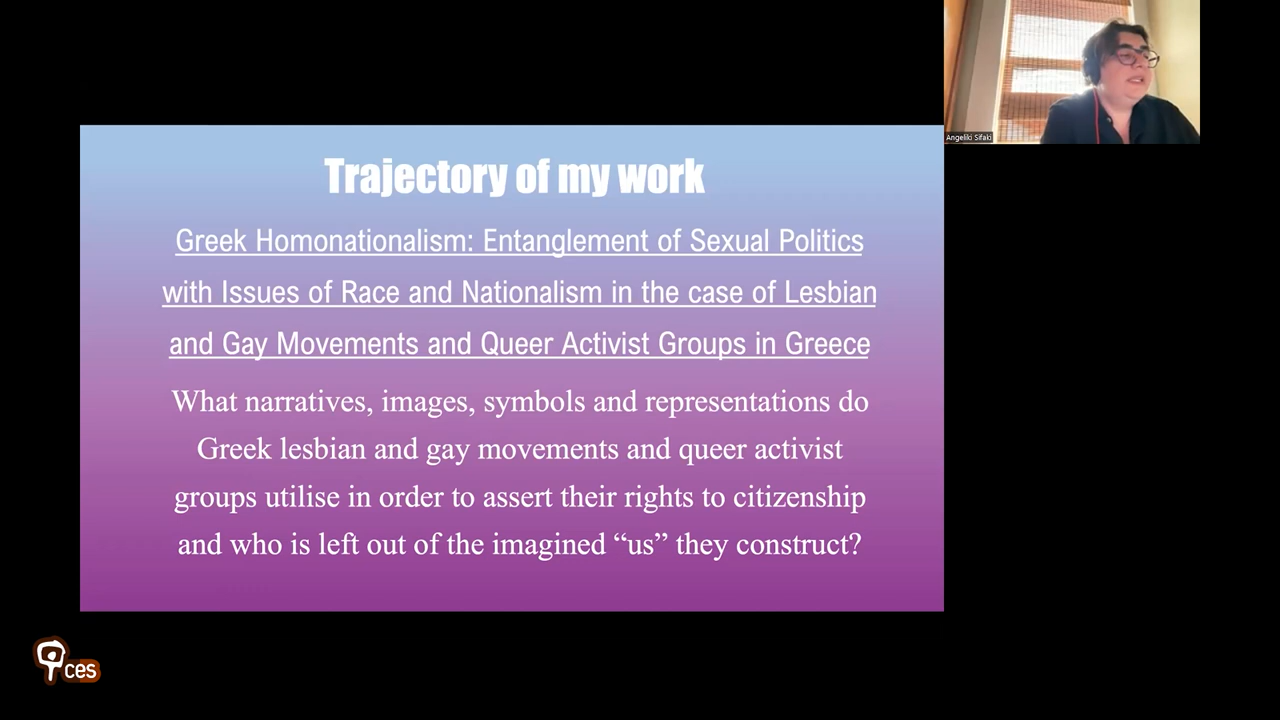 Angeliki Sifaki
Trajectory of my work
Greek Homonationalism: Entanglement of Sexual Politics
with Issues of Race and Nationalism in the case of Lesbian
and Gay Movements and Queer Activist Groups in Greece
What narratives, images, symbols and representations do
Greek lesbian and gay movements and queer activist
groups utilise in order to assert their rights to citizenship
and who is left out of the imagined “us” they construct?
ces